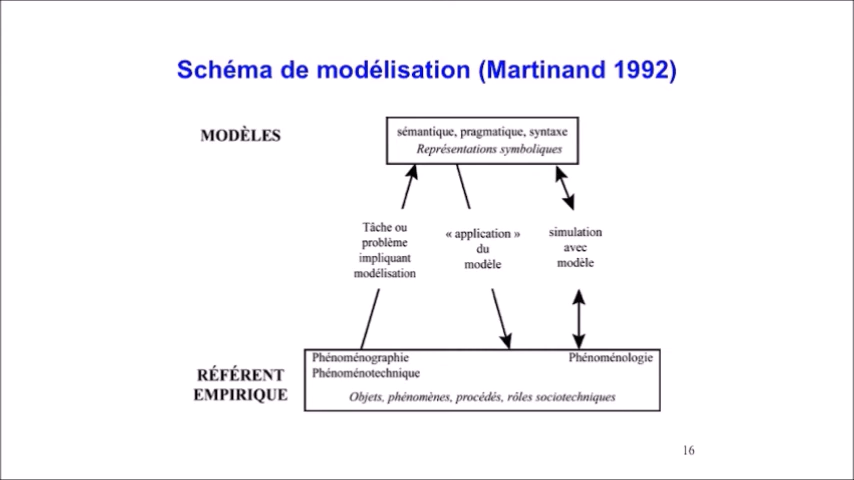 Schéma de modélisation (Martinand 1992)
MODÈLES
sémantique, pragmatique, syntaxe
Représentations symboliques
Tâche ou
problème
impliquant
modélisation
« application »
du
modèle
simulation
avec
modèle
RÉFÉRENT
EMPIRIQUE
Phénoménographie
Phénoménotechnique
Phénoménologie
Objets, phénomènes, procédés, rôles sociotechniques
16